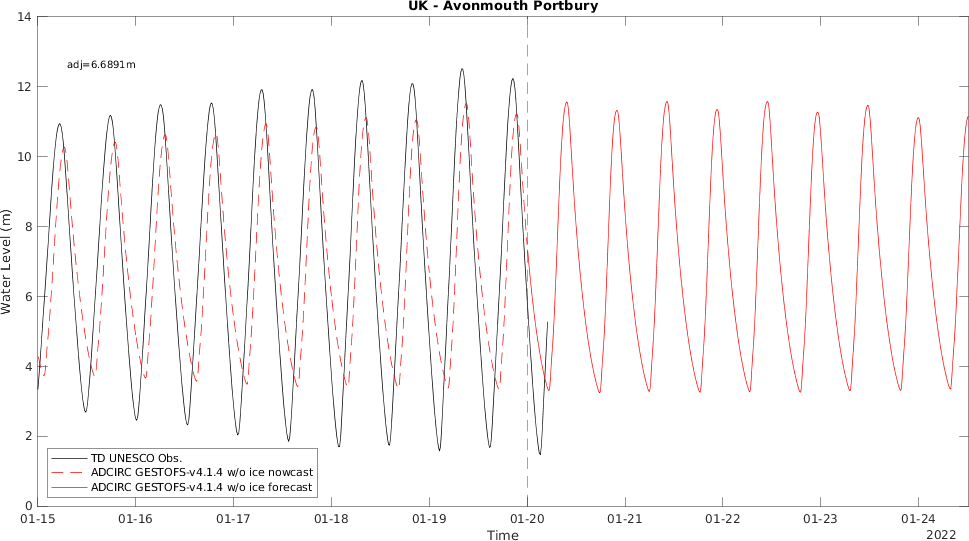 UK - Avonmouth Portbury
14
12
10
8
6
4
2
0
Water Level (m)
adj=6.6891m
TD UNESCO Obs.
ADCIRC GESTOFS-v4.1.4 w/o ice nowcast
ADCIRC GESTOFS-v4.1.4 w/o ice forecast
01-15 01-16 01-17 01-18 01-19 01-20 01-21 01-22 01-23 01-24
Time
2022